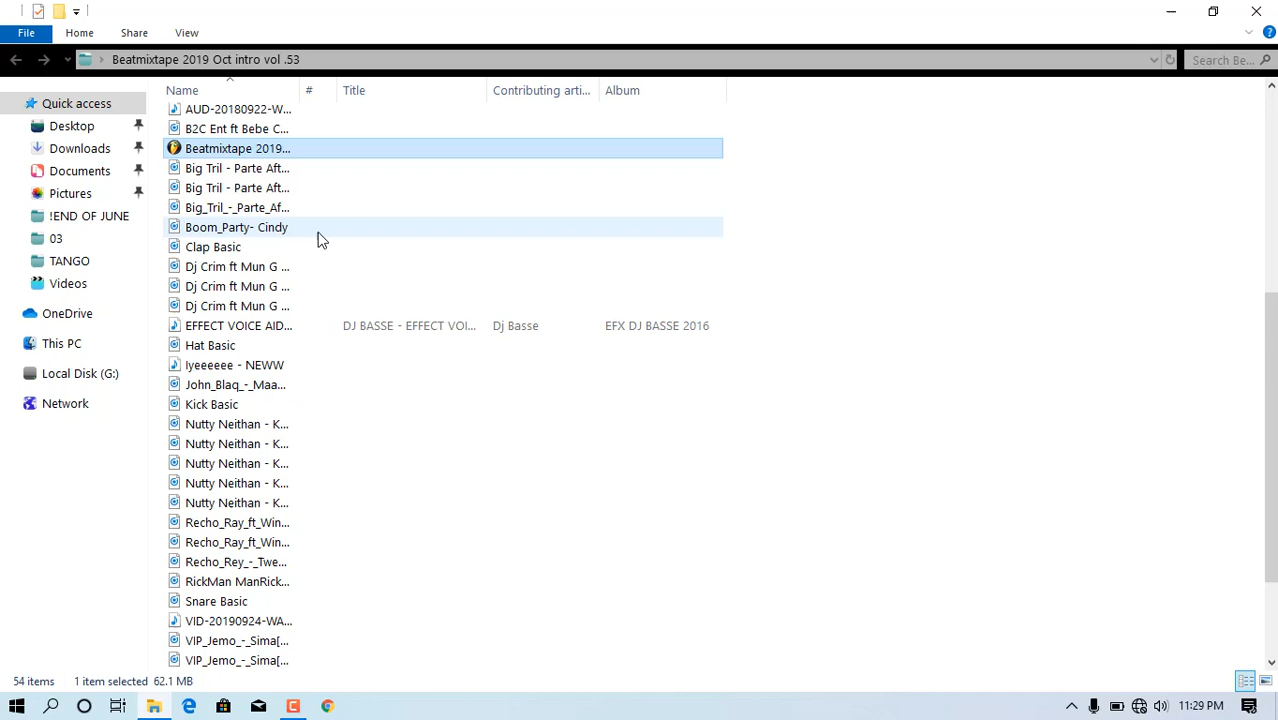 File Home Share View
Beatmixtape 2019 Oct intro vol .53
Search Be...
Name # Title Contributing arti... Album
Quick access
Desktop
Downloads
Documents
Pictures
!END OF JUNE
03
TANGO
Videos
OneDrive
This PC
Local Disk (G:)
Network
AUD-20180922-W...
B2C Ent ft Bebe C...
Beatmixtape 2019...
Big Tril - Parte Aft...
Big Tril - Parte Aft...
Big_Tril_-_Parte_Af...
Boom_Party- Cindy
Clap Basic
Dj Crim ft Mun G ...
Dj Crim ft Mun G ...
Dj Crim ft Mun G ...
EFFECT VOICE AID... DJ BASSE - EFFECT VOI... Dj Basse EFX DJ BASSE 2016
Hat Basic
Iyeeeeee - NEWW
John_Blaq_-_Maa...
Kick Basic
Nutty Neithan - K...
Nutty Neithan - K...
Nutty Neithan - K...
Nutty Neithan - K...
Nutty Neithan - K...
Recho_Ray_ft_Win...
Recho_Ray_ft_Win...
Recho_Rey_-_Twe...
RickMan ManRick...
Snare Basic
VID-20190924-WA...
VIP_Jemo_-_Sima[...
VIP_Jemo_-_Sima[...
54 items 1 item selected 62.1 MB
11:29 PM